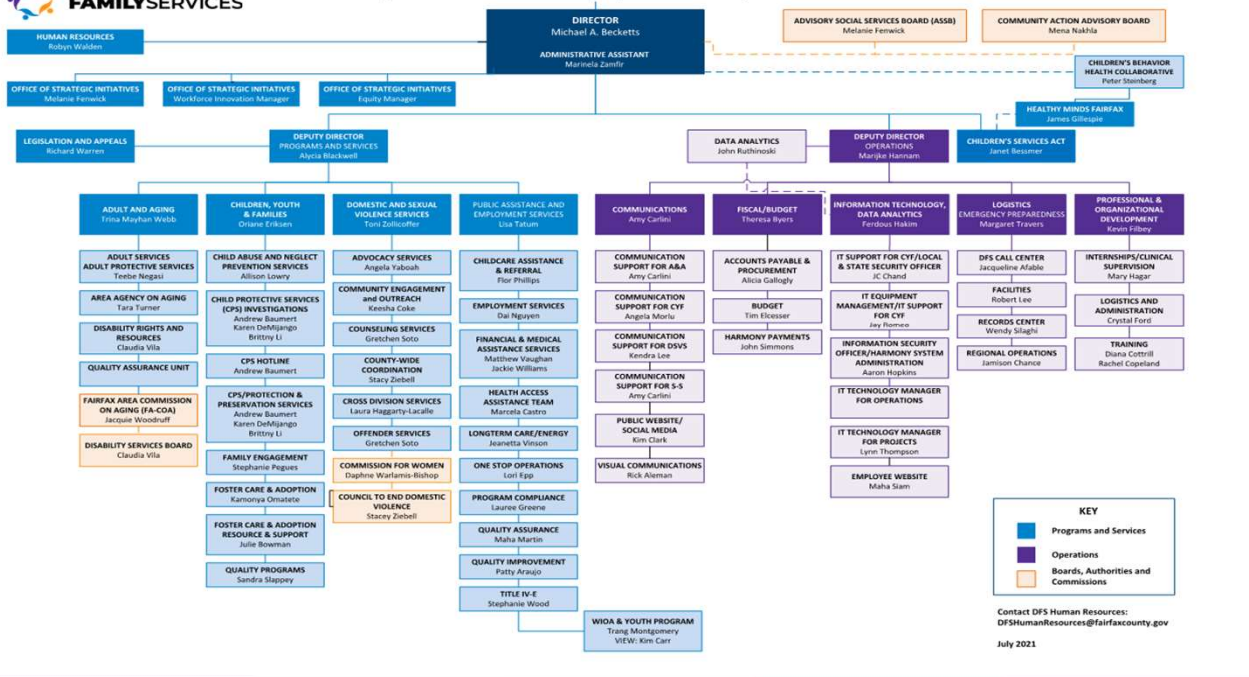 FAMILYSERVICES
DIRECTOR
Michael A. Becketts
ADMINISTRATIVE ASSISTANT
Marinela Zamfir
ADVISORY SOCIAL SERVICES BOARD (ASSB)
Melanie Fenwick
COMMUNITY ACTION ADVISORY BOARD
Mena Nakhla
HUMAN RESOURCES
Robyn Walden
CHILDREN'S BEHAVIOR
HEALTH COLLABORATIVE
Peter Steinberg
OFFICE OF STRATEGIC INITIATIVES
Melanie Fenwick
OFFICE OF STRATEGIC INITIATIVES
Workforce Innovation Manager
OFFICE OF STRATEGIC INITIATIVES
Equity Manager
HEALTHY MINDS FAIRFAX
James Gillespie
LEGISLATION AND APPEALS
Richard Warren
DEPUTY DIRECTOR
PROGRAMS AND SERVICES
Alycia Blackwell
DATA ANALYTICS
John Ruthinoski
DEPUTY DIRECTOR
OPERATIONS
Marijke Hannam
CHILDREN'S SERVICES ACT
Janet Bessmer
ADULT AND AGING
Trina Mayhan Webb
ADULT SERVICES
ADULT PROTECTIVE SERVICES
Teebe Negasi
AREA AGENCY ON AGING
Tara Turner
DISABILITY RIGHTS AND
RESOURCES
Claudia Vila
QUALITY ASSURANCE UNIT
FAIRFAX AREA COMMISSION
ON AGING (FA-COA)
Jacquie Woodruff
DISABILITY SERVICES BOARD
Claudia Vila
CHILDREN, YOUTH
& FAMILIES
Oriane Eriksen
CHILD ABUSE AND NEGLECT
PREVENTION SERVICES
Allison Lowry
CHILD PROTECTIVE SERVICES
(CPS) INVESTIGATIONS
Andrew Baumert
Karen DeMijango
Brittny Li
CPS HOTLINE
Andrew Baumert
CPS/PROTECTION &
PRESERVATION SERVICES
Andrew Baumert
Karen DeMijango
Brittny Li
FAMILY ENGAGEMENT
Stephanie Pegues
FOSTER CARE & ADOPTION
Kamonya Omatete
FOSTER CARE & ADOPTION
RESOURCE & SUPPORT
Julie Bowman
QUALITY PROGRAMS
Sandra Slappey
DOMESTIC AND SEXUAL
VIOLENCE SERVICES
Toni Zollicoffer
ADVOCACY SERVICES
Angela Yaboah
COMMUNITY ENGAGEMENT
and OUTREACH
Keesha Coke
COUNSELING SERVICES
Gretchen Soto
COUNTY-WIDE
COORDINATION
Stacy Ziebell
CROSS DIVISION SERVICES
Laura Haggarty-Lacalle
OFFENDER SERVICES
Gretchen Soto
COMMISSION FOR WOMEN
Daphne Warlamis-Bishop
COUNCIL TO END DOMESTIC
VIOLENCE
Stacey Ziebell
PUBLIC ASSISTANCE AND
EMPLOYMENT SERVICES
Lisa Tatum
CHILDCARE ASSISTANCE
& REFERRAL
Flor Phillips
EMPLOYMENT SERVICES
Dai Nguyen
FINANCIAL & MEDICAL
ASSISTANCE SERVICES
Matthew Vaughan
Jackie Williams
HEALTH ACCESS
ASSISTANCE TEAM
Marcela Castro
LONGTERM CARE/ENERGY
Jeanetta Vinson
ONE STOP OPERATIONS
Lori Epp
PROGRAM COMPLIANCE
Lauree Greene
QUALITY ASSURANCE
Maha Martin
QUALITY IMPROVEMENT
Patty Araujo
TITLE IV-E
Stephanie Wood
WIOA & YOUTH PROGRAM
Trang Montgomery
VIEW: Kim Carr
COMMUNICATIONS
Amy Carlini
COMMUNICATION
SUPPORT FOR A&A
Amy Carlini
COMMUNICATION
SUPPORT FOR CYF
Angela Morlu
COMMUNICATION
SUPPORT FOR DSVS
Kendra Lee
COMMUNICATION
SUPPORT FOR S-S
Amy Carlini
PUBLIC WEBSITE/
SOCIAL MEDIA
Kim Clark
VISUAL COMMUNICATIONS
Rick Aleman
FISCAL/BUDGET
Theresa Byers
ACCOUNTS PAYABLE &
PROCUREMENT
Alicia Gallogly
BUDGET
Tim Elcesser
HARMONY PAYMENTS
John Simmons
INFORMATION TECHNOLOGY,
DATA ANALYTICS
Ferdous Hakim
IT SUPPORT FOR CYF/LOCAL
& STATE SECURITY OFFICER
JC Chand
IT EQUIPMENT
MANAGEMENT/IT SUPPORT
FOR CYF
Jay Romeo
INFORMATION SECURITY
OFFICER/HARMONY SYSTEM
ADMINISTRATION
Aaron Hopkins
IT TECHNOLOGY MANAGER
FOR OPERATIONS
IT TECHNOLOGY MANAGER
FOR PROJECTS
Lynn Thompson
EMPLOYEE WEBSITE
Maha Siam
LOGISTICS
EMERGENCY PREPAREDNESS
Margaret Travers
DFS CALL CENTER
Jacqueline Afable
FACILITIES
Robert Lee
RECORDS CENTER
Wendy Silaghi
REGIONAL OPERATIONS
Jamison Chance
PROFESSIONAL &
ORGANIZATIONAL
DEVELOPMENT
Kevin Filbey
INTERNSHIPS/CLINICAL
SUPERVISION
Mary Hagar
LOGISTICS AND
ADMINISTRATION
Crystal Ford
TRAINING
Diana Cottrill
Rachel Copeland
KEY
Programs and Services
Operations
Boards, Authorities and
Commissions
Contact DFS Human Resources:
DFSHumanResources@fairfaxcounty.gov
July 2021